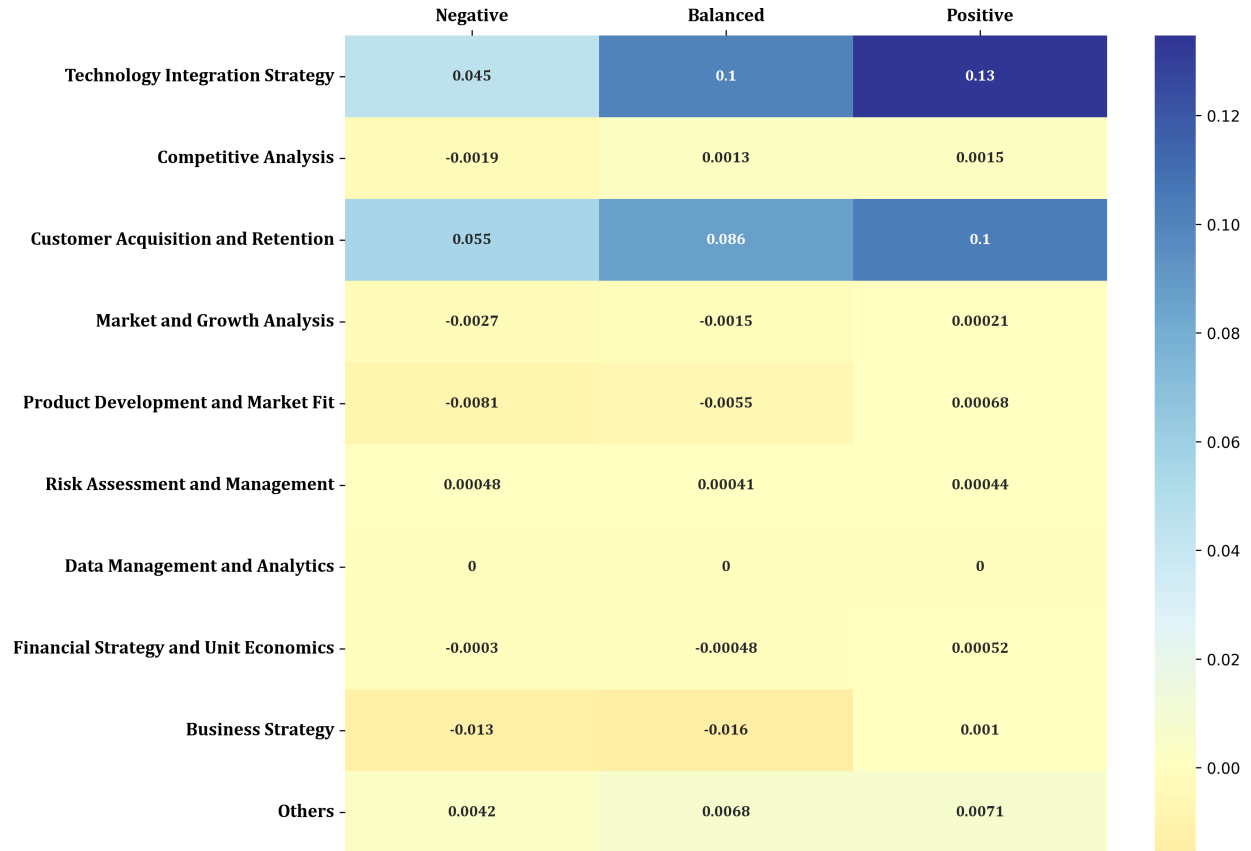 Negative Balanced Positive
Technology Integration Strategy 0.045 0.1 0.13
Competitive Analysis -0.0019 0.0013 0.0015
Customer Acquisition and Retention 0.055 0.086 0.1
Market and Growth Analysis -0.0027 -0.0015 0.00021
Product Development and Market Fit -0.0081 -0.0055 0.00068
Risk Assessment and Management 0.00048 0.00041 0.00044
Data Management and Analytics 0 0 0
Financial Strategy and Unit Economics -0.0003 -0.00048 0.00052
Business Strategy -0.013 -0.016 0.001
Others 0.0042 0.0068 0.0071
0.12
0.10
0.08
0.06
0.04
0.02
0.00